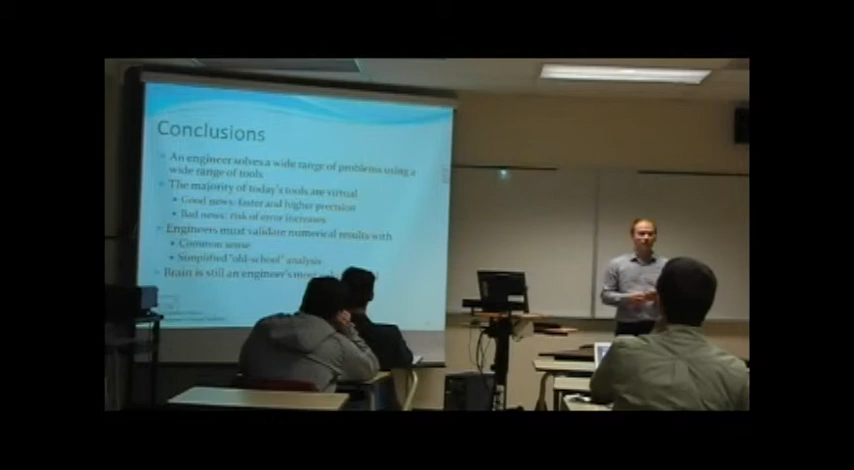 Conclusions
An engineer solves a wide range of problems using a
wide range of tools
The majority of today's tools are virtual
• Good news: faster and higher precision
• Bad news: risk of error increases
Engineers must validate numerical results with
• Common sense
• Simplified "old-school" analysis
Brain is still an engineer's most